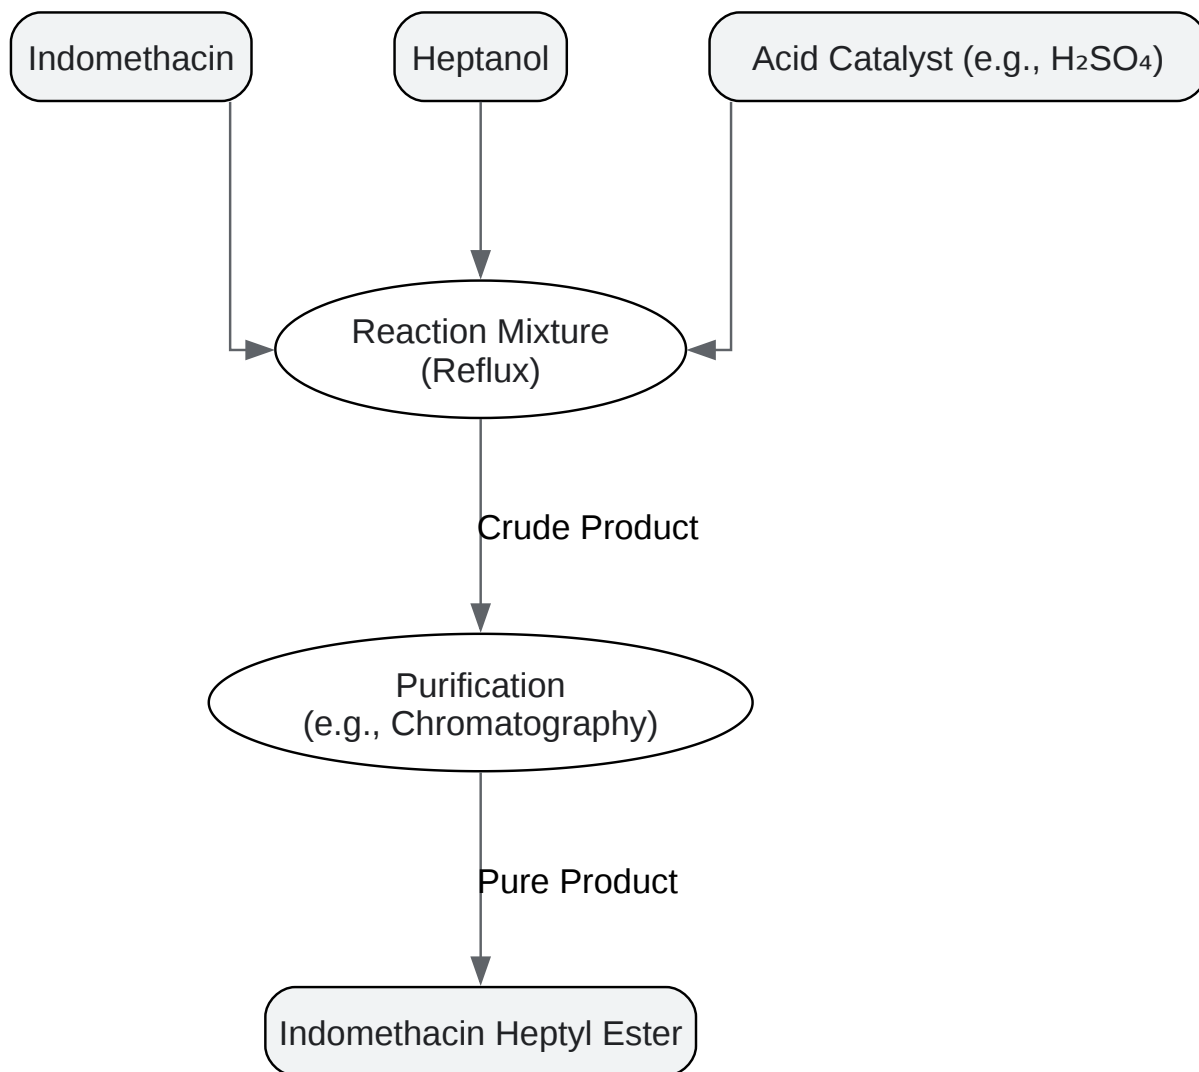 Indomethacin
Heptanol
Acid Catalyst (e.g., H₂SO₄)
Reaction Mixture
(Reflux)
Crude Product
Purification
(e.g., Chromatography)
Pure Product
Indomethacin Heptyl Ester